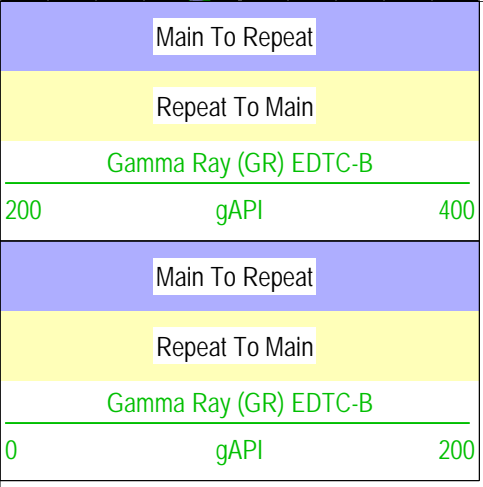 Main To Repeat
Repeat To Main
Gamma Ray (GR) EDTC-B
200 gAPI 400
Main To Repeat
Repeat To Main
Gamma Ray (GR) EDTC-B
0 gAPI 200